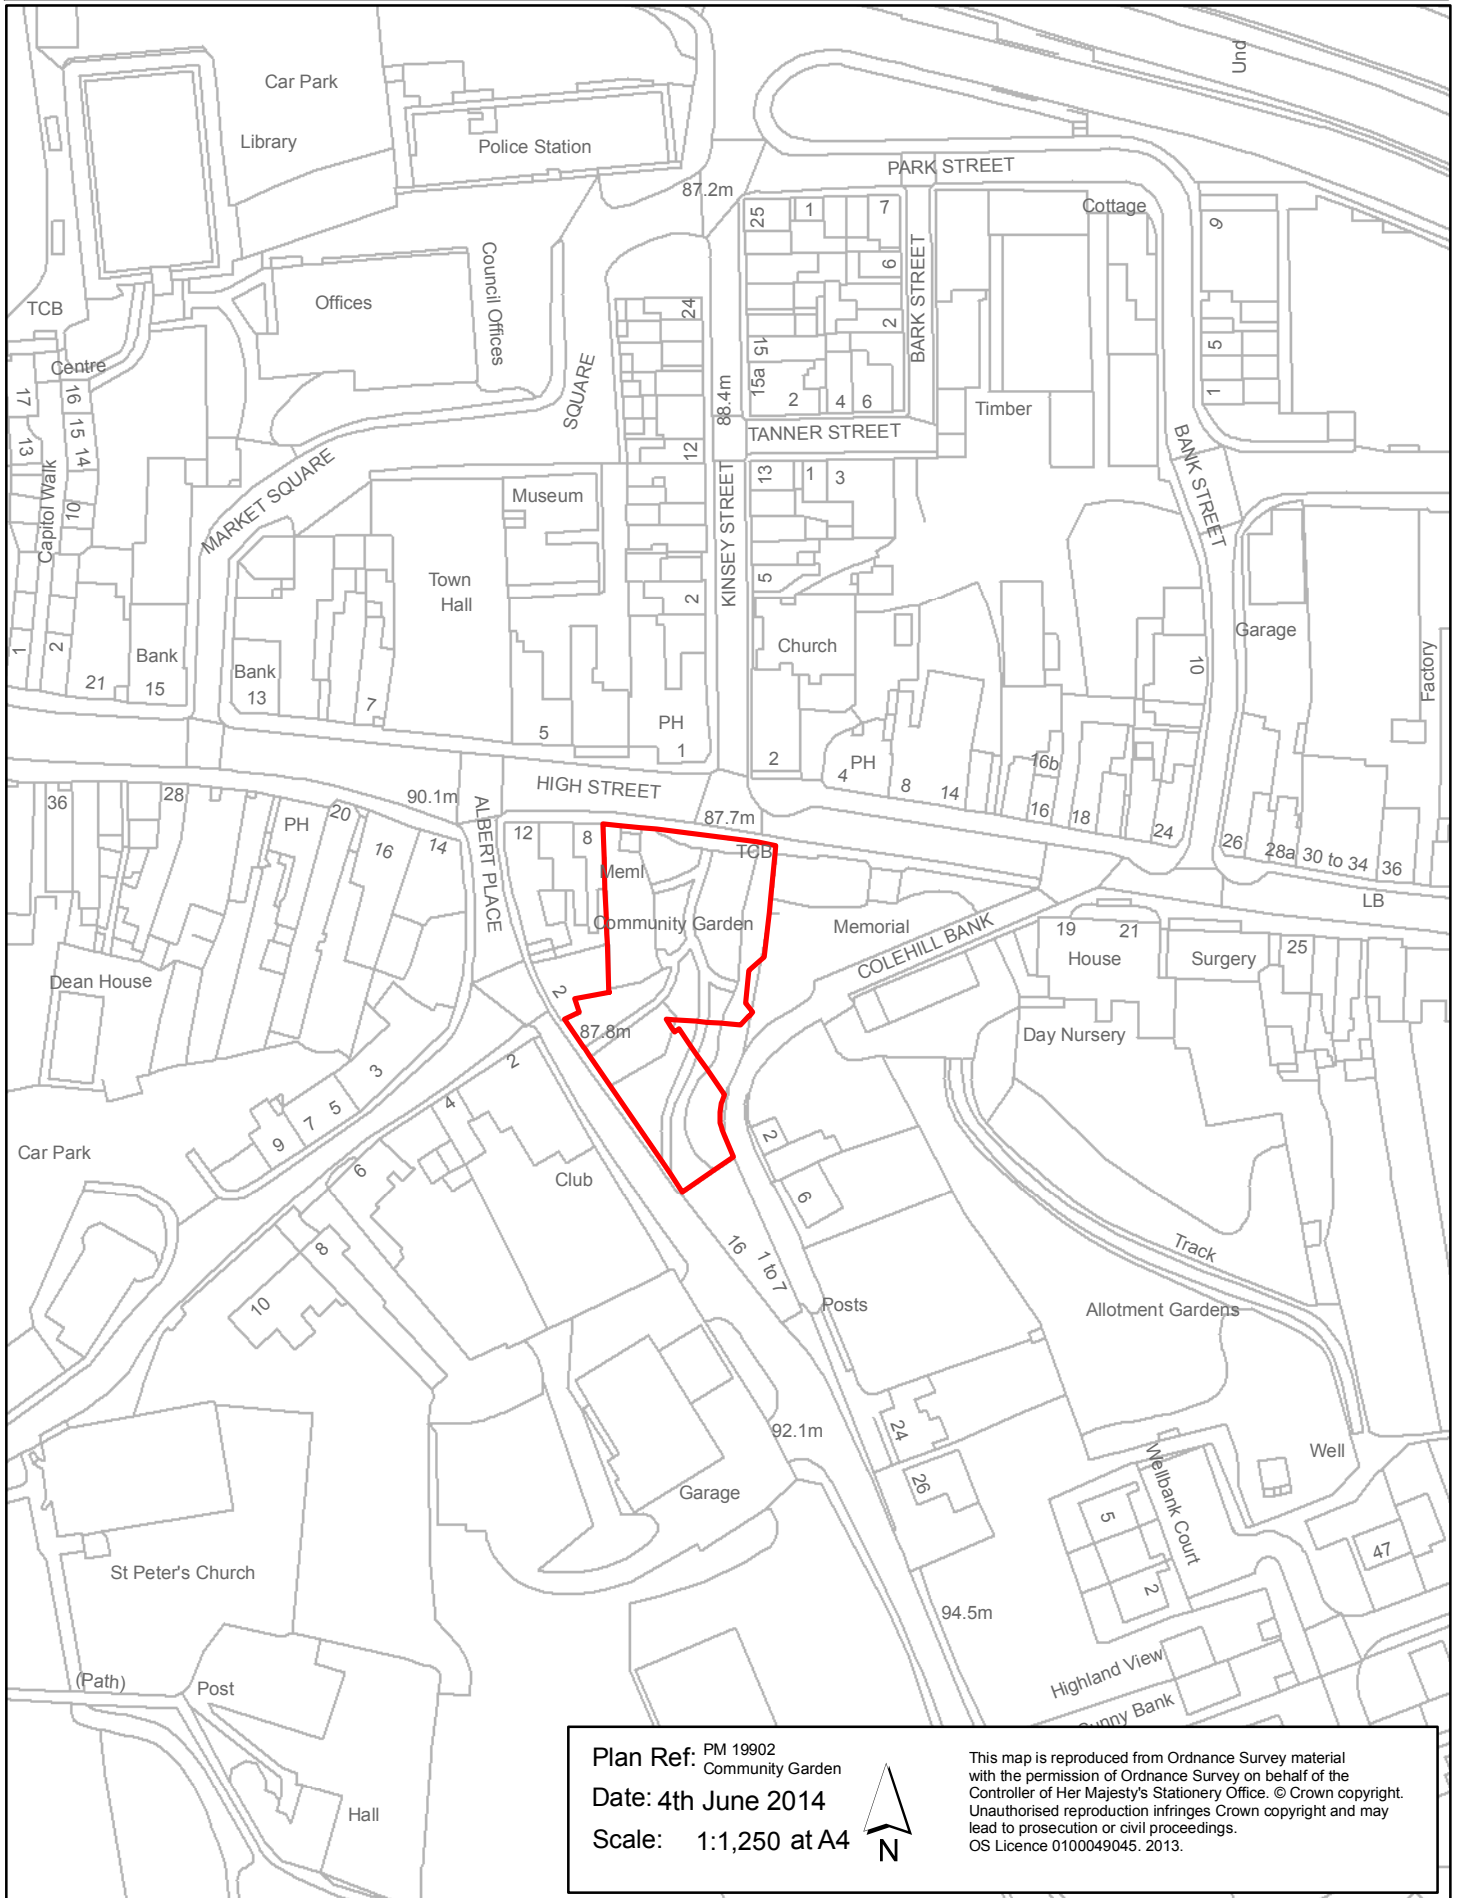 Car Park
Und
Library
Police Station
PARK STREET
87.2m
25
1
7
Cottage
9
6
Council Offices
BARK STREET
TCB
Offices
24
2
Centre
15
5
17
16
SQUARE
15a
88.4m
2
4
6
1
Timber
15
13
14
TANNER STREET
12
BANK STREET
MARKET SQUARE
13
1
3
Capitol Walk
10
Museum
KINSEY STREET
Town
Hall
5
2
1
2
Bank
Bank
Church
Garage
10
Factory
21
15
13
7
5
PH
1
2
PH
4
8
14
16b
16
18
24
HIGH STREET
36
28
90.1m
87.7m
PH
20
16
14
ALBERT PLACE
12
8
TCB
26
28a
30 to 34
36
Meml
LB
Community Garden
Memorial
COLEHILL BANK
19
21
House
Surgery
25
Dean House
2
87.8m
Day Nursery
2
3
5
7
9
4
Car Park
6
Club
2
6
8
10
16
1 to 7
Track
Posts
Allotment Gardens
92.1m
24
Well
26
Garage
Wellbank Court
5
47
2
St Peter's Church
94.5m
(Path)
Post
Highland View
Sunny Bank
Hall
Plan Ref: PM 19902
Community Garden
Date: 4th June 2014
Scale: 1:1,250 at A4
N
This map is reproduced from Ordnance Survey material
with the permission of Ordnance Survey on behalf of the
Controller of Her Majesty's Stationery Office. © Crown copyright.
Unauthorised reproduction infringes Crown copyright and may
lead to prosecution or civil proceedings.
OS Licence 0100049045. 2013.